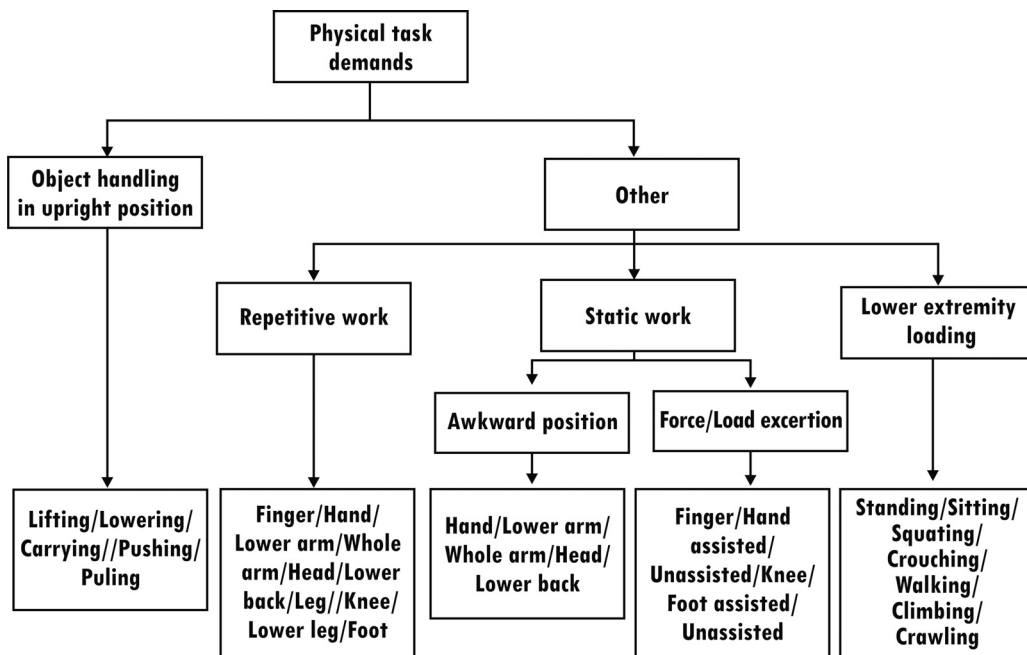 Physical task
demands
Object handling
in upright position
Other
Repetitive work
Static work
Lower extremity
loading
Awkward position
Force/Load excertion
Lifting/Lowering/
Carrying//Pushing/
Puling
Finger/Hand/
Lower arm/Whole
arm/Head/Lower
back/Leg//Knee/
Lower leg/Foot
Hand/Lower arm/
Whole arm/Head/
Lower back
Finger/Hand
assisted/
Unassisted/Knee/
Foot assisted/
Unassisted
Standing/Sitting/
Squating/
Crouching/
Walking/
Climbing/
Crawling